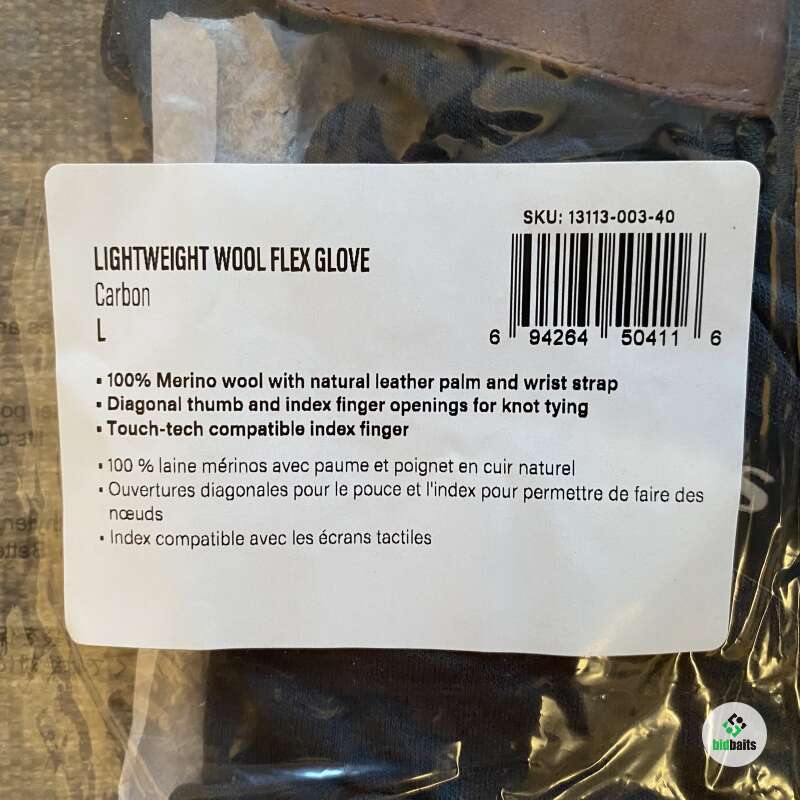 SKU: 13113-003-40
LIGHTWEIGHT WOOL FLEX GLOVE
Carbon
L
6 94264 50411 6
• 100% Merino wool with natural leather palm and wrist strap
• Diagonal thumb and index finger openings for knot tying
• Touch-tech compatible index finger
• 100 % laine mérinos avec paume et poignet en cuir naturel
• Ouvertures diagonales pour le pouce et l'index pour permettre de faire des
nœuds
• Index compatible avec les écrans tactiles
bidbaits